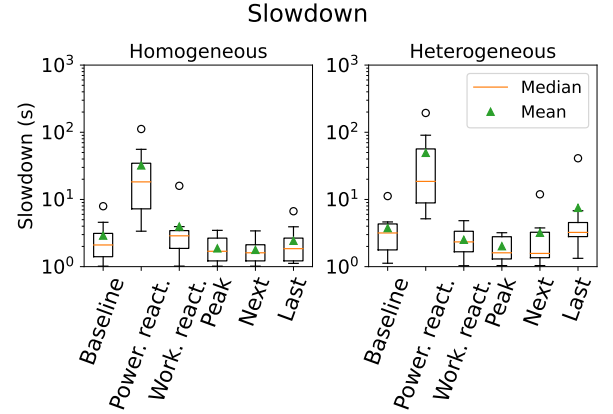 Slowdown
Homogeneous
Heterogeneous
Slowdown (s)
10³
10²
10¹
10⁰
10³
10²
10¹
10⁰
Median
Mean
Baseline
Power. react.
Work. react.
Peak
Next
Last
Baseline
Power. react.
Work. react.
Peak
Next
Last